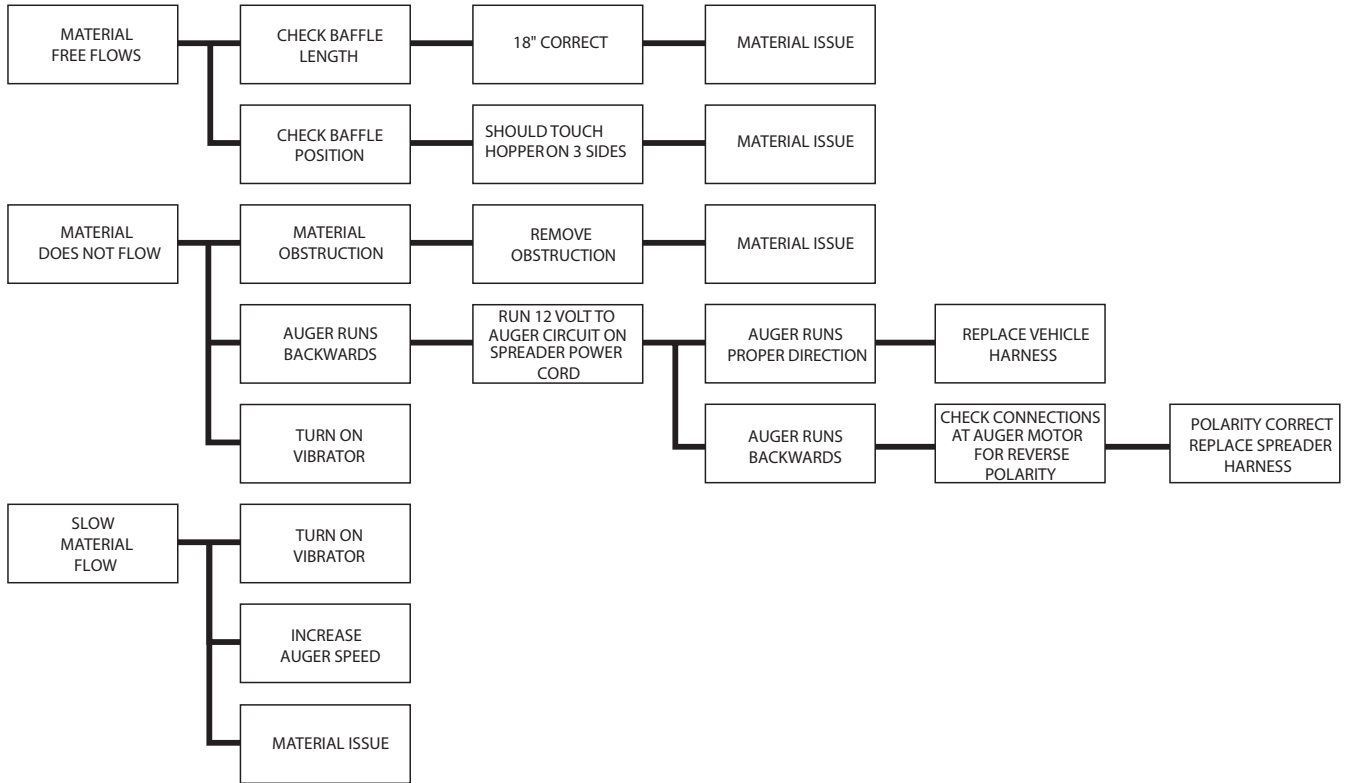 MATERIAL
FREE FLOWS
CHECK BAFFLE
LENGTH
18" CORRECT
MATERIAL ISSUE
CHECK BAFFLE
POSITION
SHOULD TOUCH
HOPPER ON 3 SIDES
MATERIAL ISSUE
MATERIAL
DOES NOT FLOW
MATERIAL
OBSTRUCTION
REMOVE
OBSTRUCTION
MATERIAL ISSUE
AUGER RUNS
BACKWARDS
RUN 12 VOLT TO
AUGER CIRCUIT ON
SPREADER POWER
CORD
AUGER RUNS
PROPER DIRECTION
REPLACE VEHICLE
HARNESS
TURN ON
VIBRATOR
AUGER RUNS
BACKWARDS
CHECK CONNECTIONS
AT AUGER MOTOR
FOR REVERSE
POLARITY
POLARITY CORRECT
REPLACE SPREADER
HARNESS
SLOW
MATERIAL
FLOW
TURN ON
VIBRATOR
INCREASE
AUGER SPEED
MATERIAL ISSUE